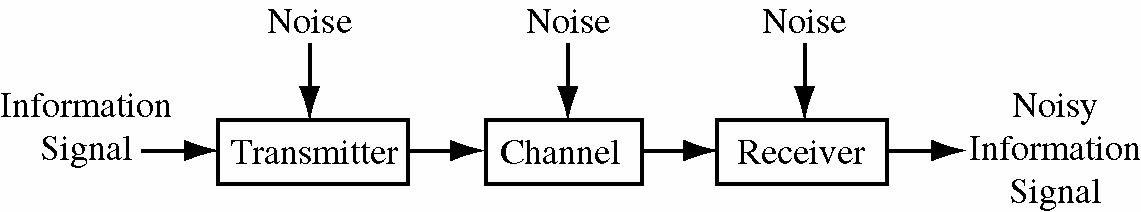 Noise
Noise
Noise
Information
Signal
Transmitter
Channel
Receiver
Noisy
Information
Signal